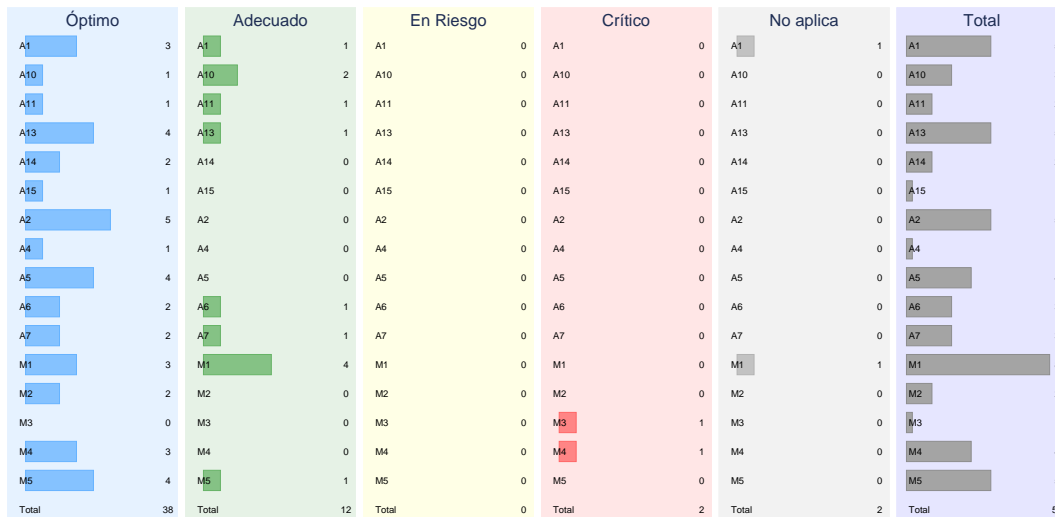 Óptimo Adecuado En Riesgo Crítico No aplica Total
A1 3 A1 1 A1 0 A1 0 A1 1 A1
A10 1 A10 2 A10 0 A10 0 A10 0 A10
A11 1 A11 1 A11 0 A11 0 A11 0 A11
A13 4 A13 1 A13 0 A13 0 A13 0 A13
A14 2 A14 0 A14 0 A14 0 A14 0 A14
A15 1 A15 0 A15 0 A15 0 A15 0 A15
A2 5 A2 0 A2 0 A2 0 A2 0 A2
A4 1 A4 0 A4 0 A4 0 A4 0 A4
A5 4 A5 0 A5 0 A5 0 A5 0 A5
A6 2 A6 1 A6 0 A6 0 A6 0 A6
A7 2 A7 1 A7 0 A7 0 A7 0 A7
M1 3 M1 4 M1 0 M1 0 M1 1 M1
M2 2 M2 0 M2 0 M2 0 M2 0 M2
M3 0 M3 0 M3 0 M3 1 M3 0 M3
M4 3 M4 0 M4 0 M4 1 M4 0 M4
M5 4 M5 1 M5 0 M5 0 M5 0 M5
Total 38 Total 12 Total 0 Total 2 Total 2 Total